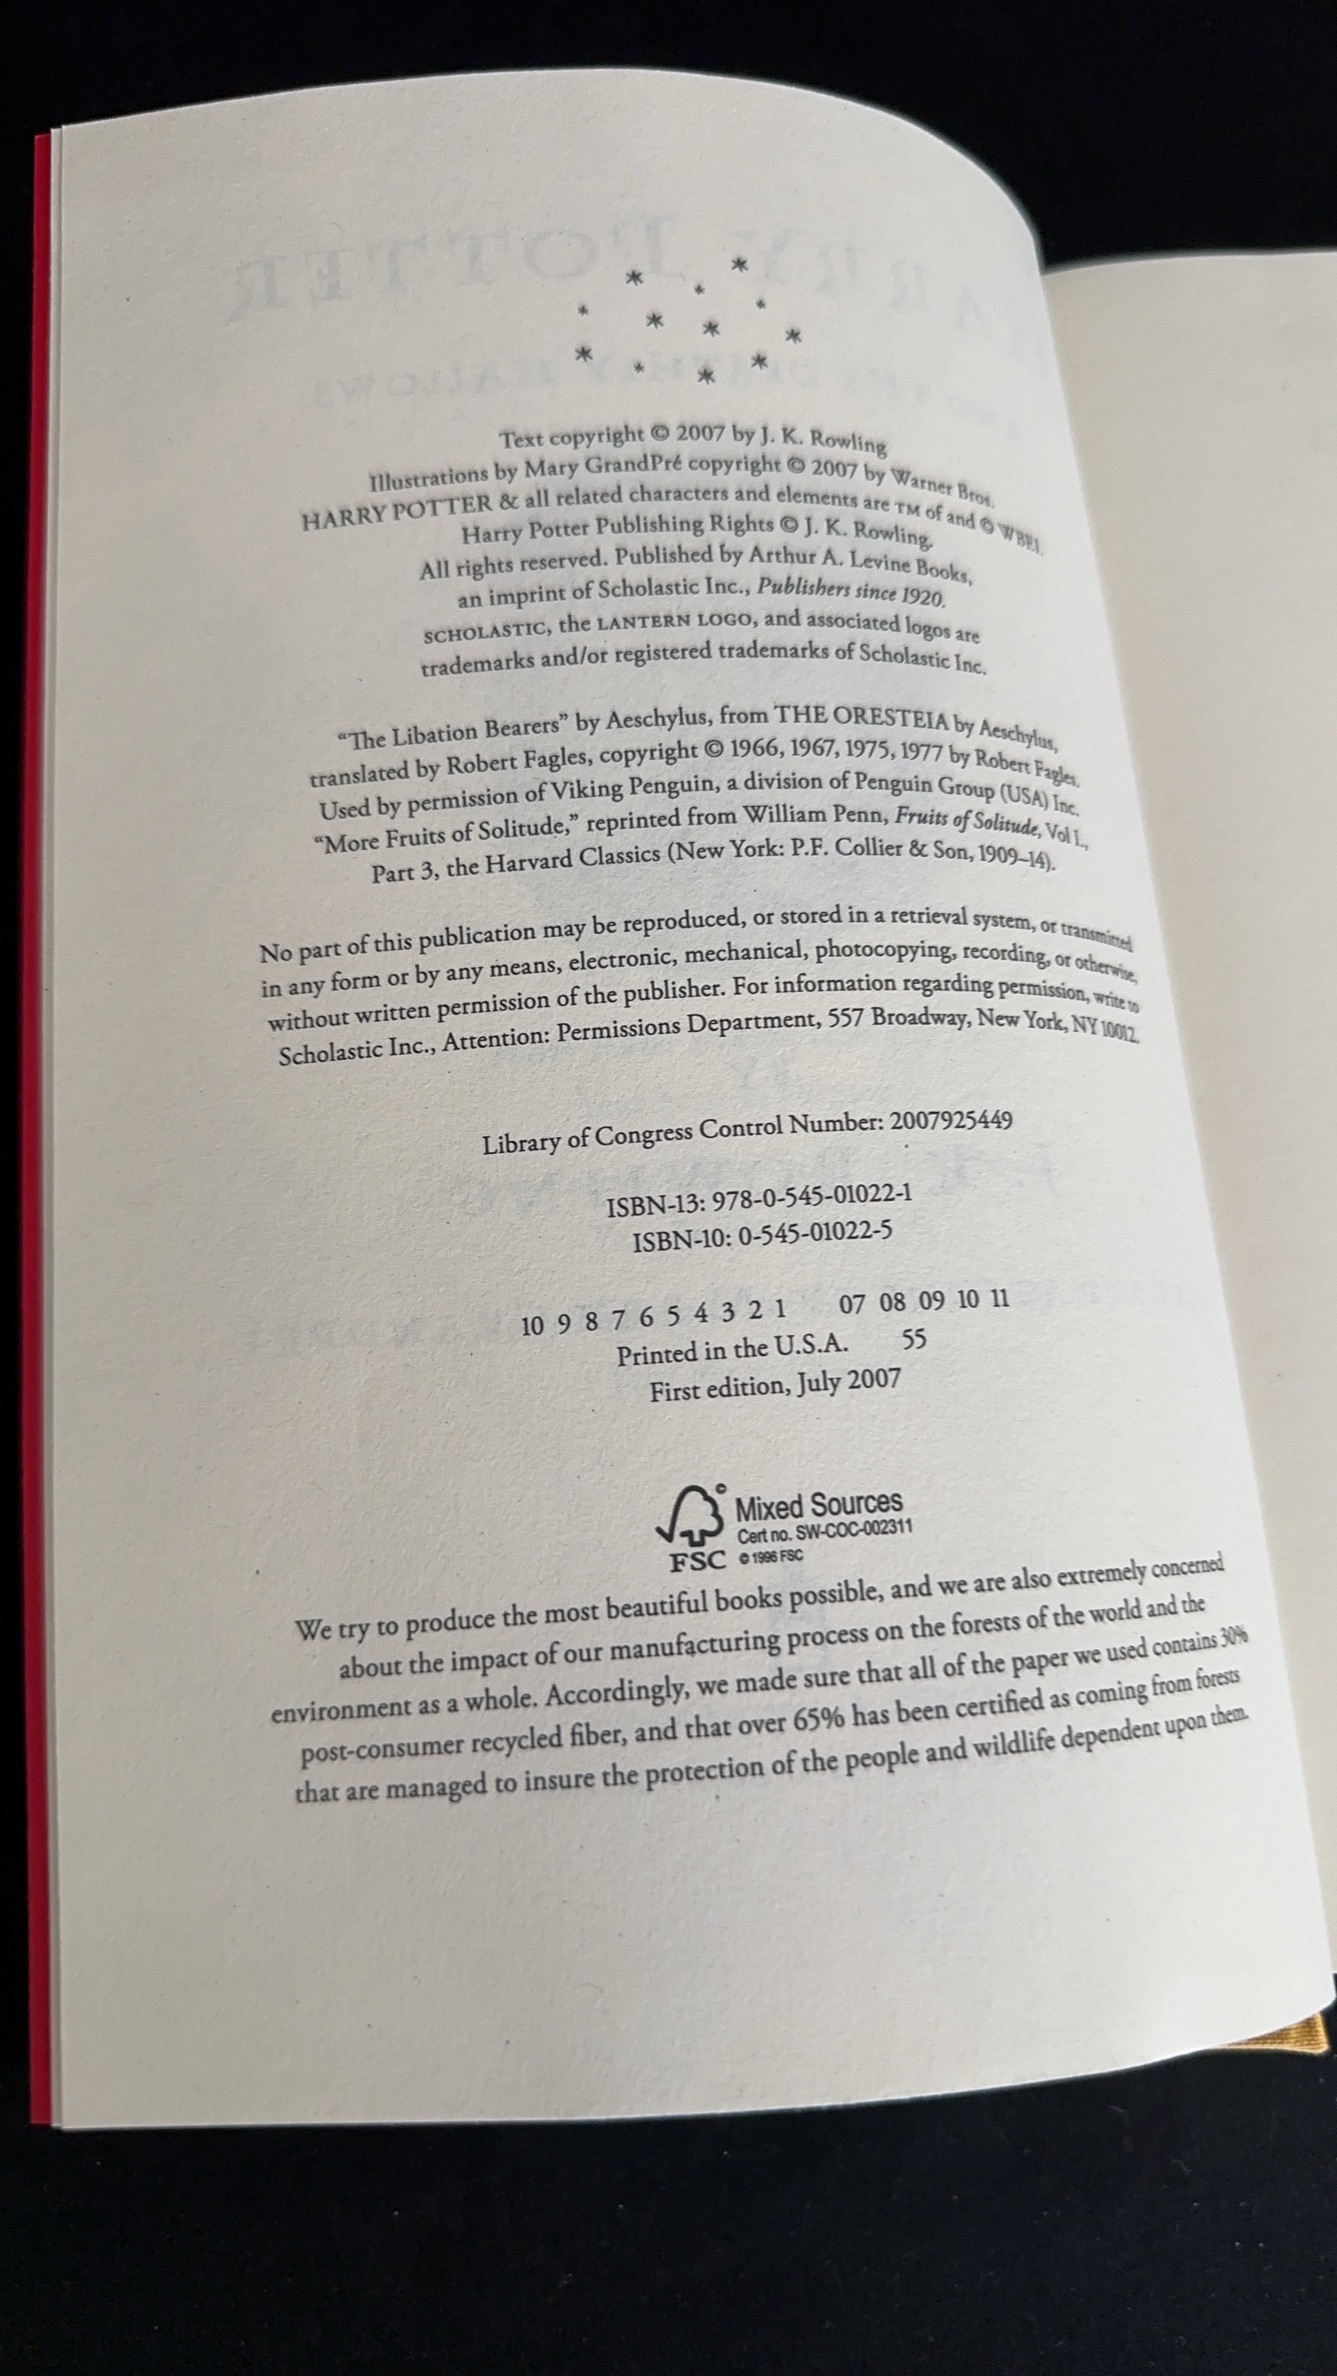 Text copyright © 2007 by J. K. Rowling
Illustrations by Mary GrandPré copyright © 2007 by Warner Bros.
HARRY POTTER & all related characters and elements are TM of and © WBEI.
Harry Potter Publishing Rights © J. K. Rowling.
All rights reserved. Published by Arthur A. Levine Books,
an imprint of Scholastic Inc., Publishers since 1920.
SCHOLASTIC, the LANTERN LOGO, and associated logos are
trademarks and/or registered trademarks of Scholastic Inc.
“The Libation Bearers” by Aeschylus, from THE ORESTEIA by Aeschylus,
translated by Robert Fagles, copyright © 1966, 1967, 1975, 1977 by Robert Fagles.
Used by permission of Viking Penguin, a division of Penguin Group (USA) Inc.
“More Fruits of Solitude,” reprinted from William Penn, Fruits of Solitude, Vol 1.,
Part 3, the Harvard Classics (New York: P.F. Collier & Son, 1909–14).
No part of this publication may be reproduced, or stored in a retrieval system, or transmitted
in any form or by any means, electronic, mechanical, photocopying, recording, or otherwise,
without written permission of the publisher. For information regarding permission, write to
Scholastic Inc., Attention: Permissions Department, 557 Broadway, New York, NY 10012.
Library of Congress Control Number: 2007925449
ISBN-13: 978-0-545-01022-1
ISBN-10: 0-545-01022-5
10 9 8 7 6 5 4 3 2 1 07 08 09 10 11
Printed in the U.S.A. 55
First edition, July 2007
Mixed Sources
Cert no. SW-COC-002311
FSC © 1996 FSC
We try to produce the most beautiful books possible, and we are also extremely concerned
about the impact of our manufacturing process on the forests of the world and the
environment as a whole. Accordingly, we made sure that all of the paper we used contains 30%
post-consumer recycled fiber, and that over 65% has been certified as coming from forests
that are managed to insure the protection of the people and wildlife dependent upon them.